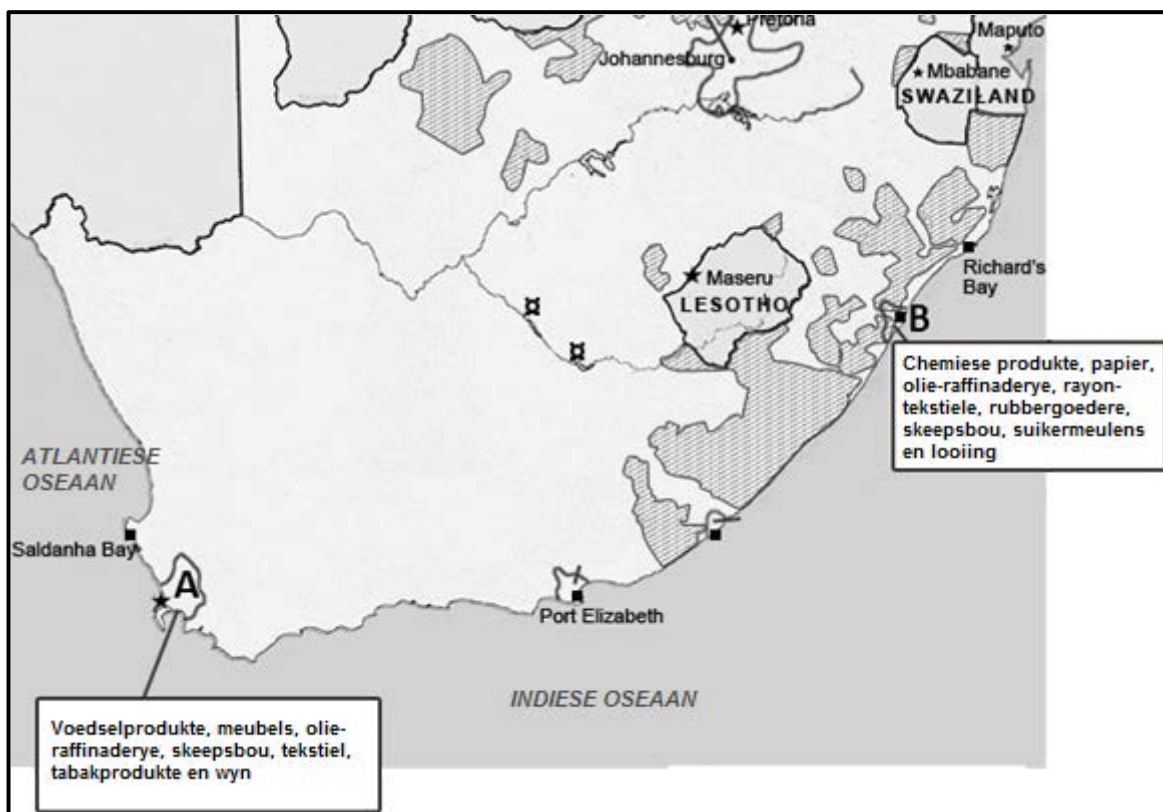 Pretoria
Maputo
Johannesburg
Mbabane
SWAZILAND
Maseru
LESOTHO
Richard's
Bay
B
Chemiese produkte, papier,
olie-raffinaderye, rayon-
tekstiele, rubbergoedere,
skeepsbou, suikermeulens
en looiing
ATLANTIESE
OSEAAN
Saldanha Bay
A
Port Elizabeth
INDIESE OSEAAN
Voedselprodukte, meubels, olie-
raffinaderye, skeepsbou, tekstiel,
tabakprodukte en wyn